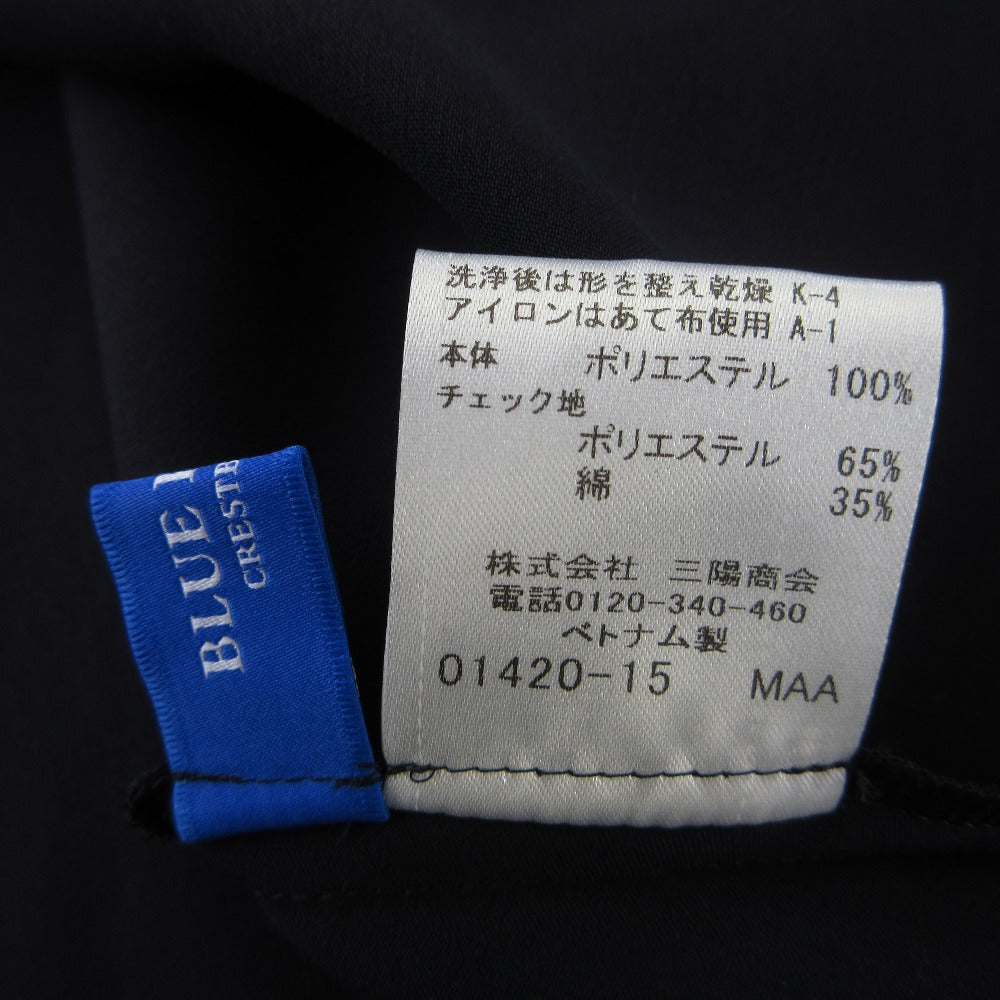 洗浄後は形を整え乾燥 K-4
アイロンはあて布使用 A-1
本体 ポリエステル 100%
チェック地
ポリエステル 65%
綿 35%
株式会社 三陽商会
電話0120-340-460
ベトナム製
01420-15 MAA
BLUE
CREST